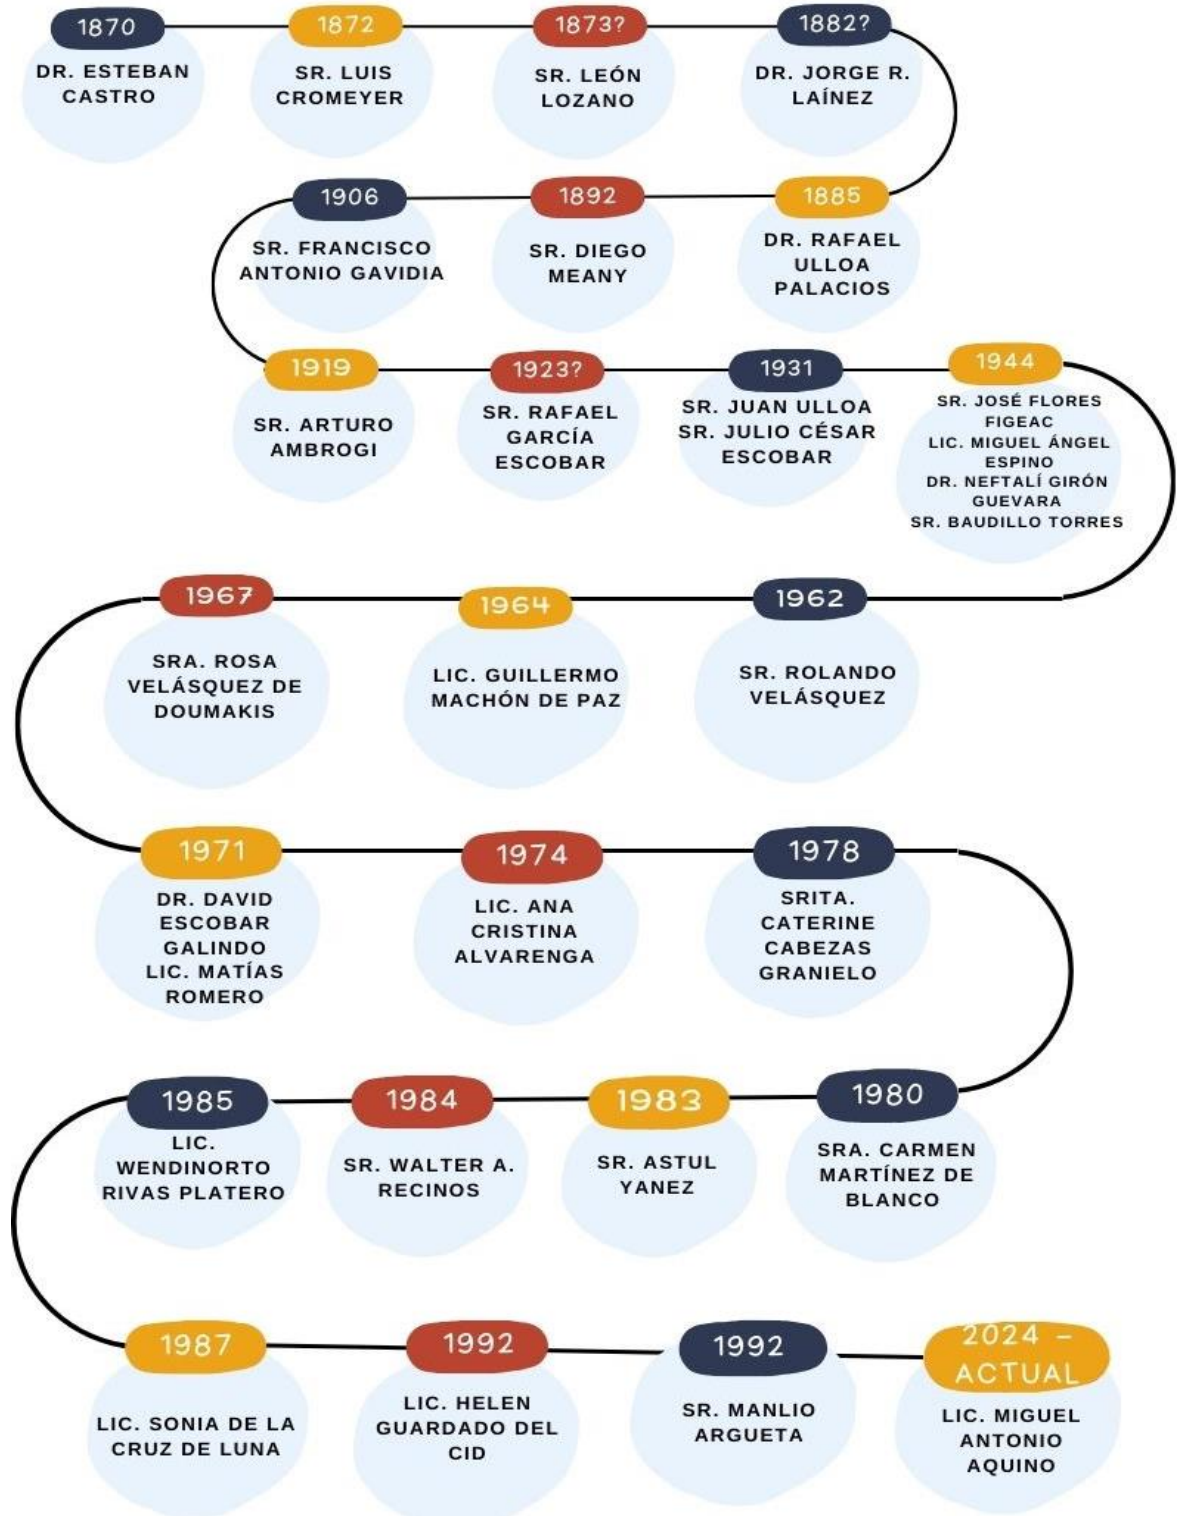 1870
DR. ESTEBAN
CASTRO
1872
SR. LUIS
CROMEYER
1873?
SR. LEÓN
LOZANO
1882?
DR. JORGE R.
LAÍNEZ
1885
DR. RAFAEL
ULLOA
PALACIOS
1892
SR. DIEGO
MEANY
1906
SR. FRANCISCO
ANTONIO GAVIDIA
1919
SR. ARTURO
AMBROGI
1923?
SR. RAFAEL
GARCÍA
ESCOBAR
1931
SR. JUAN ULLOA
SR. JULIO CÉSAR
ESCOBAR
1944
SR. JOSÉ FLORES
FIGEAC
LIC. MIGUEL ÁNGEL
ESPINO
DR. NEFTALÍ GIRÓN
GUEVARA
SR. BAUDILLO TORRES
1962
SR. ROLANDO
VELÁSQUEZ
1964
LIC. GUILLERMO
MACHÓN DE PAZ
1967
SRA. ROSA
VELÁSQUEZ DE
DOUMAKIS
1971
DR. DAVID
ESCOBAR
GALINDO
LIC. MATÍAS
ROMERO
1974
LIC. ANA
CRISTINA
ALVARENGA
1978
SRITA.
CATERINE
CABEZAS
GRANIELO
1980
SRA. CARMEN
MARTÍNEZ DE
BLANCO
1983
SR. ASTUL
YANEZ
1984
SR. WALTER A.
RECINOS
1985
LIC.
WENDINORTO
RIVAS PLATERO
1987
LIC. SONIA DE LA
CRUZ DE LUNA
1992
LIC. HELEN
GUARDADO DEL
CID
1992
SR. MANLIO
ARGUETA
2024 –
ACTUAL
LIC. MIGUEL
ANTONIO
AQUINO